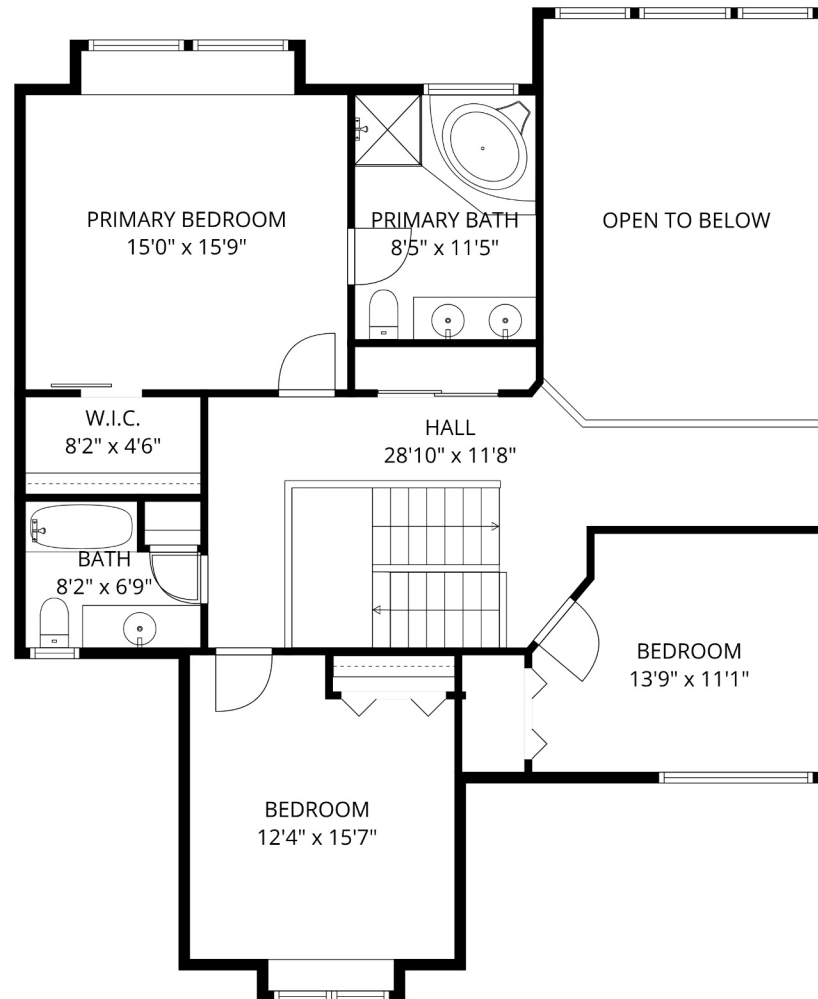 PRIMARY BEDROOM
15'0" x 15'9"
PRIMARY BATH
8'5" x 11'5"
OPEN TO BELOW
W.I.C.
8'2" x 4'6"
HALL
28'10" x 11'8"
BATH
8'2" x 6'9"
BEDROOM
13'9" x 11'1"
BEDROOM
12'4" x 15'7"